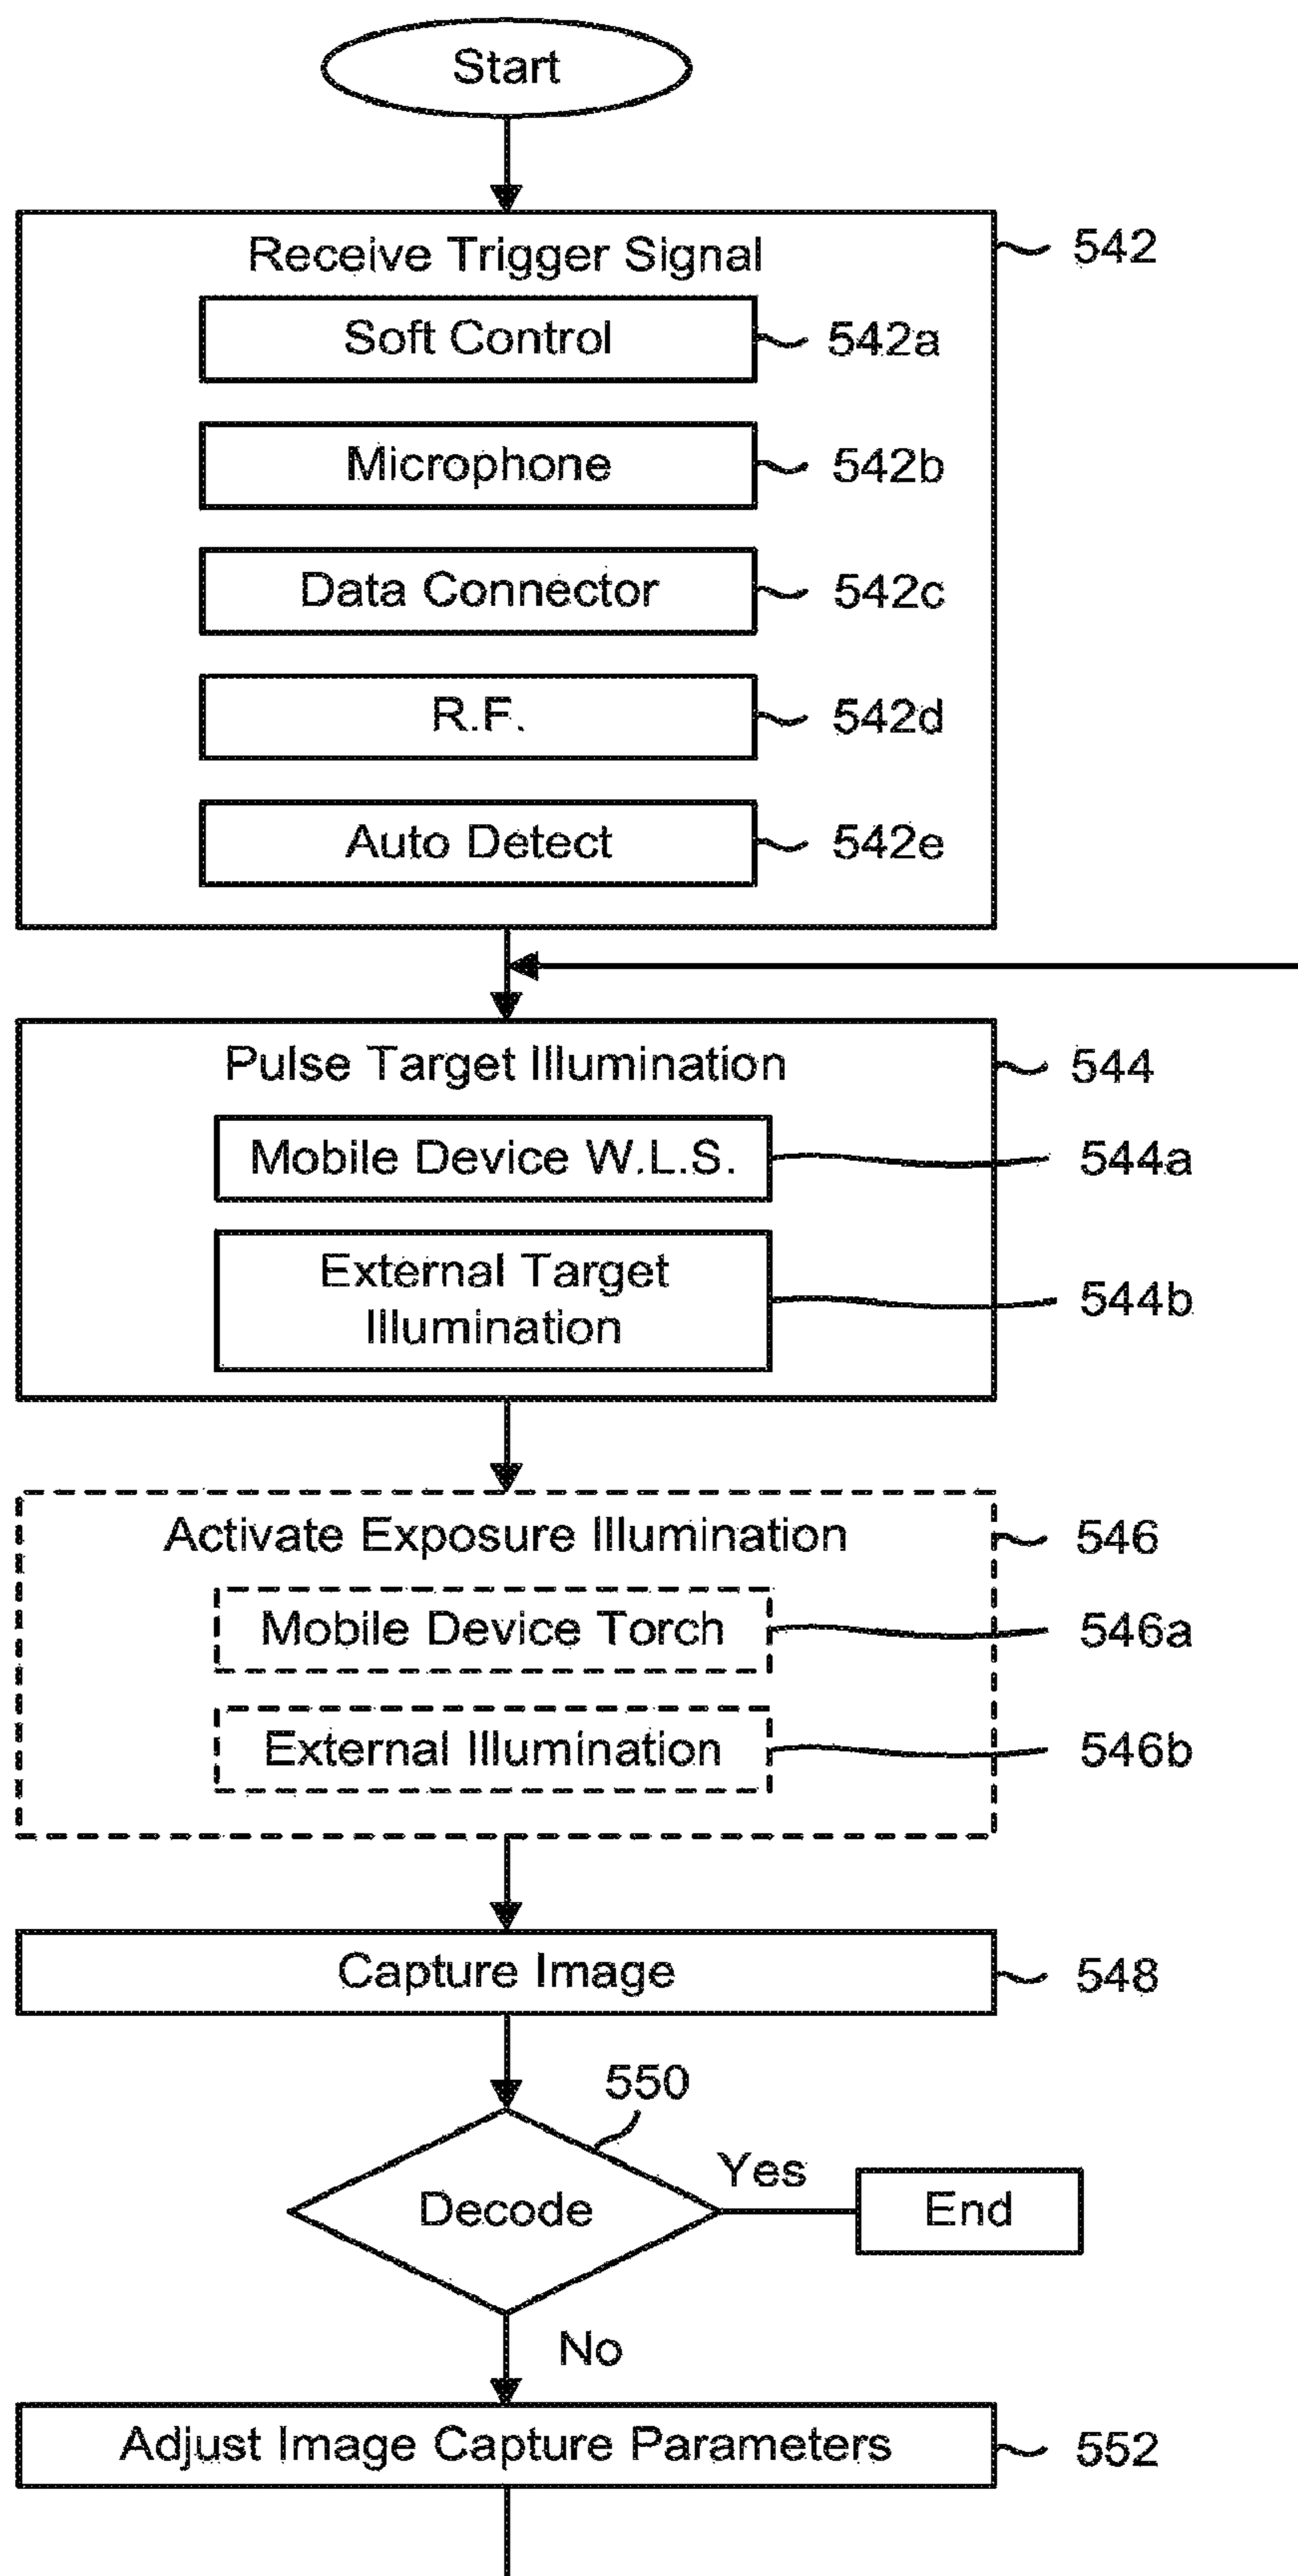 Start
Receive Trigger Signal
542
Soft Control
542a
Microphone
542b
Data Connector
542c
R.F.
542d
Auto Detect
542e
Pulse Target Illumination
544
Mobile Device W.L.S.
544a
External Target
Illumination
544b
Activate Exposure Illumination
546
Mobile Device Torch
546a
External Illumination
546b
Capture Image
548
550
Decode
Yes
End
No
Adjust Image Capture Parameters
552